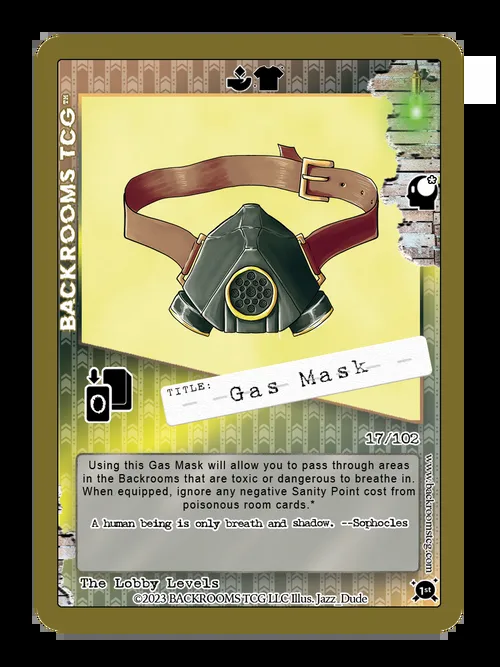 BACKROOMS TCG™
TITLE: Gas Mask
0
17/102
Using this Gas Mask will allow you to pass through areas
in the Backrooms that are toxic or dangerous to breathe in.
When equipped, ignore any negative Sanity Point cost from
poisonous room cards.*
A human being is only breath and shadow. --Sophocles
www.backroomstcg.com
The Lobby Levels
©2023 BACKROOMS TCG LLC Illus. Jazz_Dude
1st